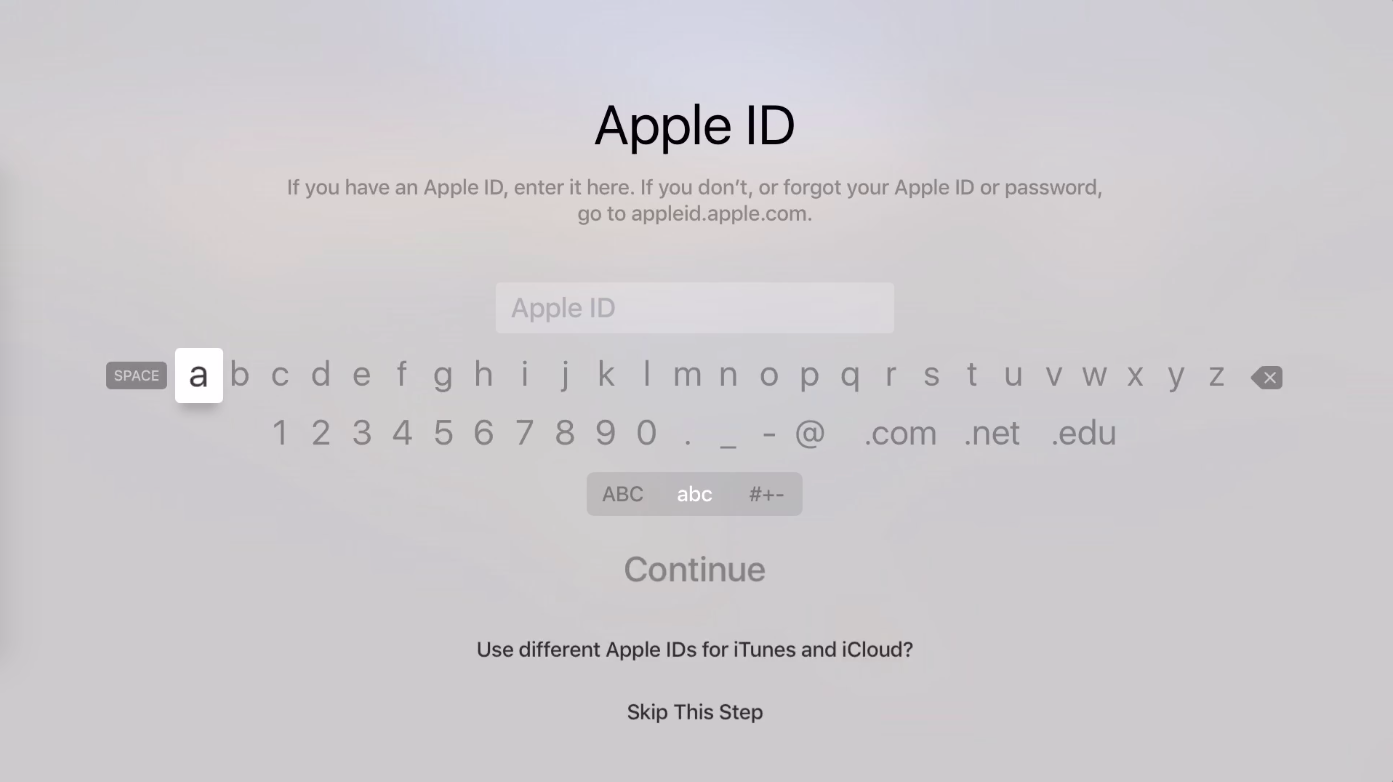 Apple ID
If you have an Apple ID, enter it here. If you don’t, or forgot your Apple ID or password,
go to appleid.apple.com.
Apple ID
SPACE a b c d e f g h i j k l m n o p q r s t u v w x y z
1 2 3 4 5 6 7 8 9 0 . _ - @ .com .net .edu
ABC abc #+-
Continue
Use different Apple IDs for iTunes and iCloud?
Skip This Step